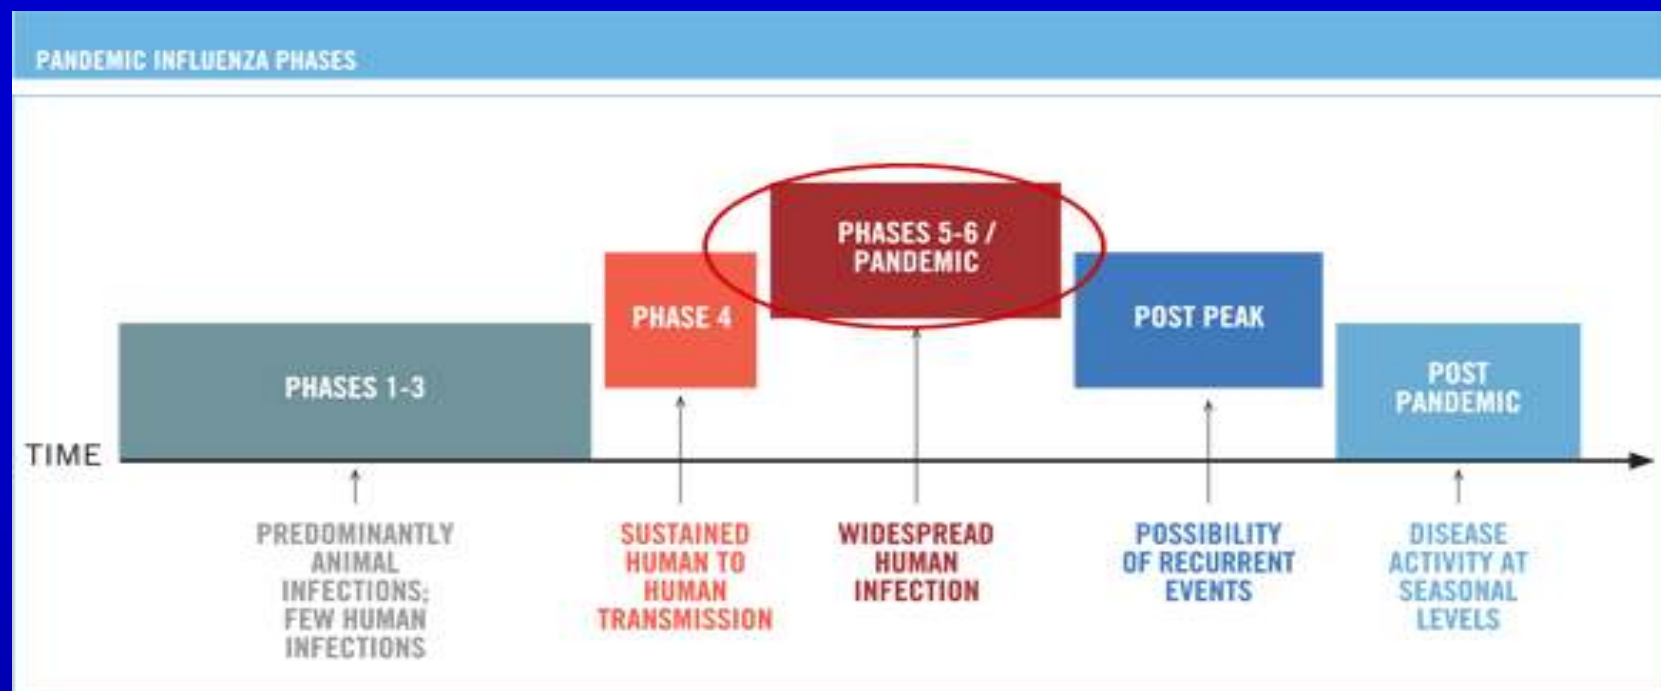 PANDEMIC INFLUENZA PHASES
PHASES 5-6 /
PANDEMIC
PHASE 4
POST PEAK
PHASES 1-3
POST
PANDEMIC
TIME
PREDOMINANTLY
ANIMAL
INFECTIONS;
FEW HUMAN
INFECTIONS
SUSTAINED
HUMAN TO
HUMAN
TRANSMISSION
WIDESPREAD
HUMAN
INFECTION
POSSIBILITY
OF RECURRENT
EVENTS
DISEASE
ACTIVITY AT
SEASONAL
LEVELS